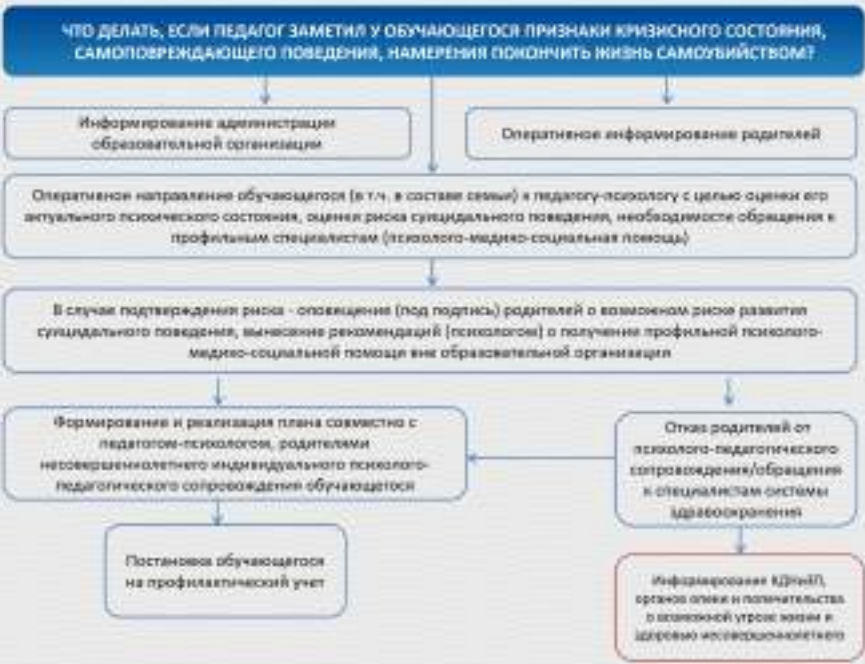 ЧТО ДЕЛАТЬ, ЕСЛИ ПЕДАГОГ ЗАМЕТИЛ У ОБУЧАЮЩЕГОСЯ ПРИЗНАКИ КРИЗИСНОГО СОСТОЯНИЯ,
САМОПОВРЕЖДАЮЩЕГО ПОВЕДЕНИЯ, НАМЕРЕНИЯ ПОКОНЧИТЬ ЖИЗНЬ САМОУБИЙСТВОМ?
Информирование администрации
образовательной организации
Оперативное информирование родителей
Оперативное направление обучающегося (в т.ч. в составе семьи) к педагогу-психологу с целью оценки его
актуального психического состояния, оценки риска суицидального поведения, необходимости обращения к
профильным специалистам (психолого-медико-социальная помощь)
В случае подтверждения риска - оповещение (под подпись) родителей о возможном риске развития
суицидального поведения, вынесение рекомендаций (психологом) о получении профильной психолого-
медико-социальной помощи вне образовательной организации
Формирование и реализация плана совместно с
педагогом-психологом, родителями
несовершеннолетнего индивидуального психолого-
педагогического сопровождения обучающегося
Отказ родителей от
психолого-педагогического
сопровождения/обращения
к специалистам системы
здравоохранения
Постановка обучающегося
на профилактический учет
Информирование КДНиЗП,
органов опеки и попечительства
о возможной угрозе жизни и
здоровью несовершеннолетнего